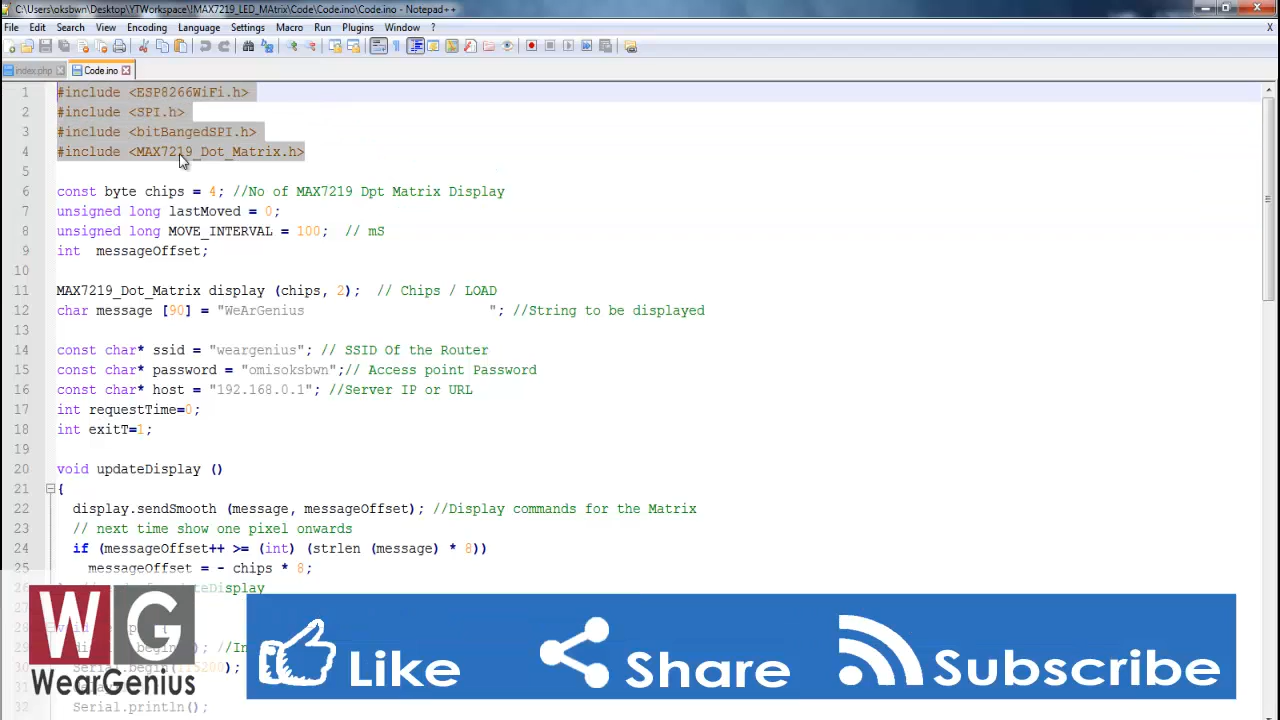 C:\Users\oksbwn\Desktop\YTWorkspace\!MAX7219_LED_MAtrix\Code\Code.ino\Code.ino - Notepad++
File Edit Search View Encoding Language Settings Macro Run Plugins Window ? X
index.php Code.ino
1 #include <ESP8266WiFi.h>
2 #include <SPI.h>
3 #include <bitBangedSPI.h>
4 #include <MAX7219_Dot_Matrix.h>
5
6 const byte chips = 4; //No of MAX7219 Dpt Matrix Display
7 unsigned long lastMoved = 0;
8 unsigned long MOVE_INTERVAL = 100; // mS
9 int messageOffset;
10
11 MAX7219_Dot_Matrix display (chips, 2); // Chips / LOAD
12 char message [90] = "WeArGenius "; //String to be displayed
13
14 const char* ssid = "weargenius"; // SSID Of the Router
15 const char* password = "omisoksbwn";// Access point Password
16 const char* host = "192.168.0.1"; //Server IP or URL
17 int requestTime=0;
18 int exitT=1;
19
20 void updateDisplay ()
21 {
22 display.sendSmooth (message, messageOffset); //Display commands for the Matrix
23 // next time show one pixel onwards
24 if (messageOffset++ >= (int) (strlen (message) * 8))
25 messageOffset = - chips * 8;
26 teDisplay
27
28
29 //In
30 Serial.begin(115200);
31
32 Serial.println();
WG
WearGenius
Like Share Subscribe